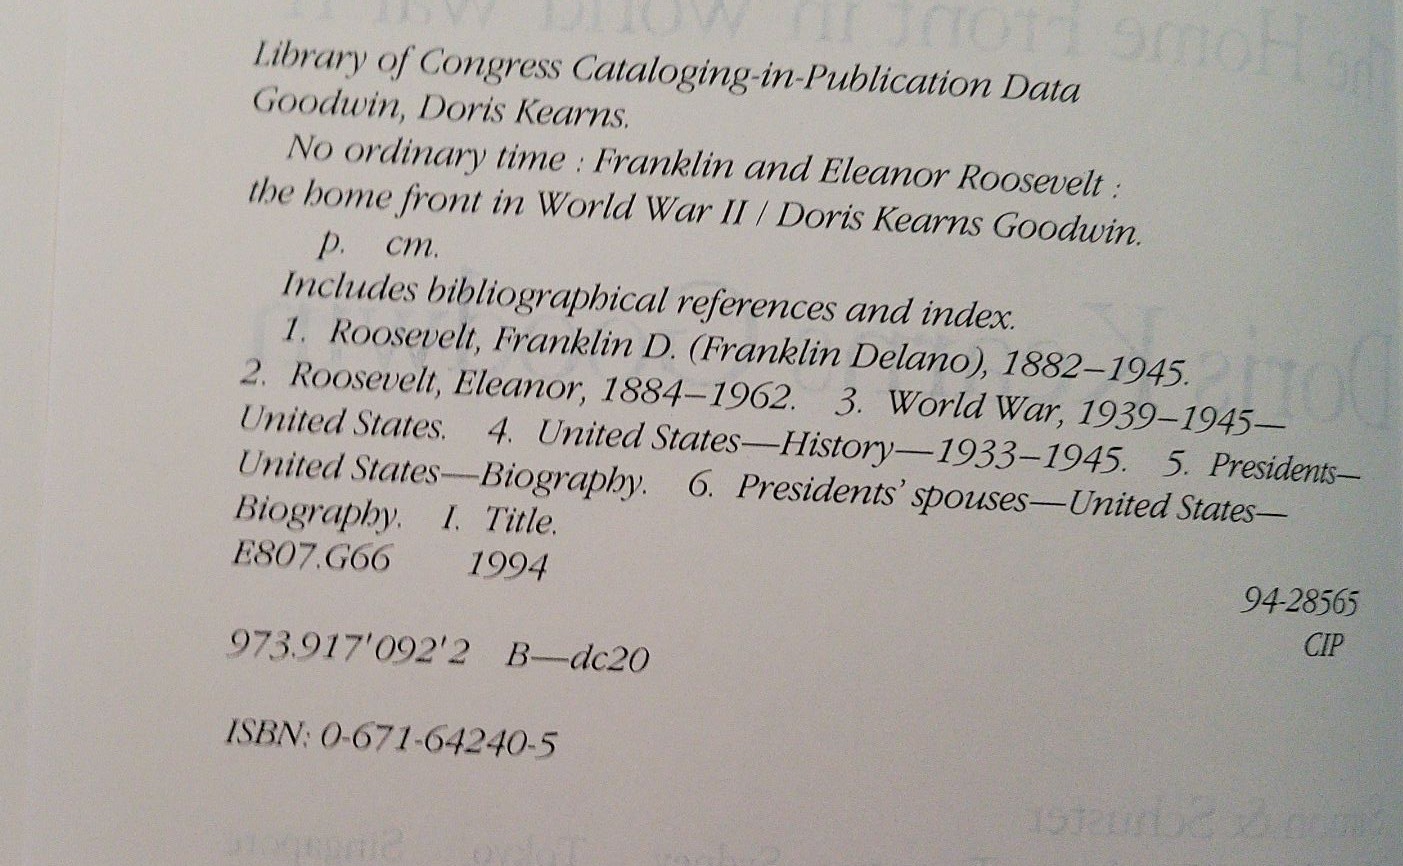 Library of Congress Cataloging-in-Publication Data
Goodwin, Doris Kearns.
No ordinary time : Franklin and Eleanor Roosevelt :
the home front in World War II / Doris Kearns Goodwin.
p. cm.
Includes bibliographical references and index.
1. Roosevelt, Franklin D. (Franklin Delano), 1882–1945.
2. Roosevelt, Eleanor, 1884–1962. 3. World War, 1939–1945—
United States. 4. United States—History—1933–1945. 5. Presidents—
United States—Biography. 6. Presidents' spouses—United States—
Biography. I. Title.
E807.G66 1994
94-28565
CIP
973.917'092'2 B—dc20
ISBN: 0-671-64240-5